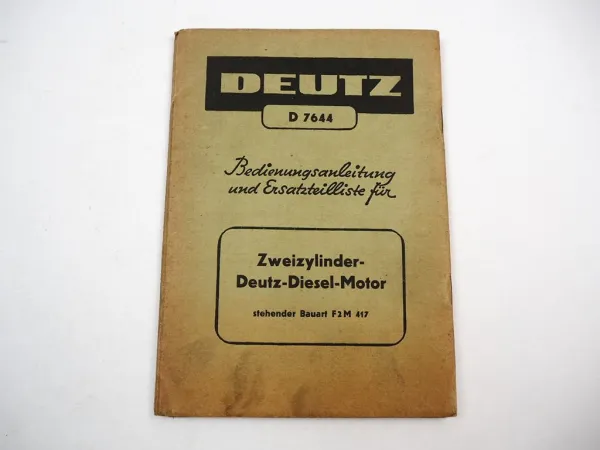 DEUTZ
D 7644
Bedienungsanleitung
und Ersatzteilliste für
Zweizylinder-
Deutz-Diesel-Motor
stehender Bauart F2M 417